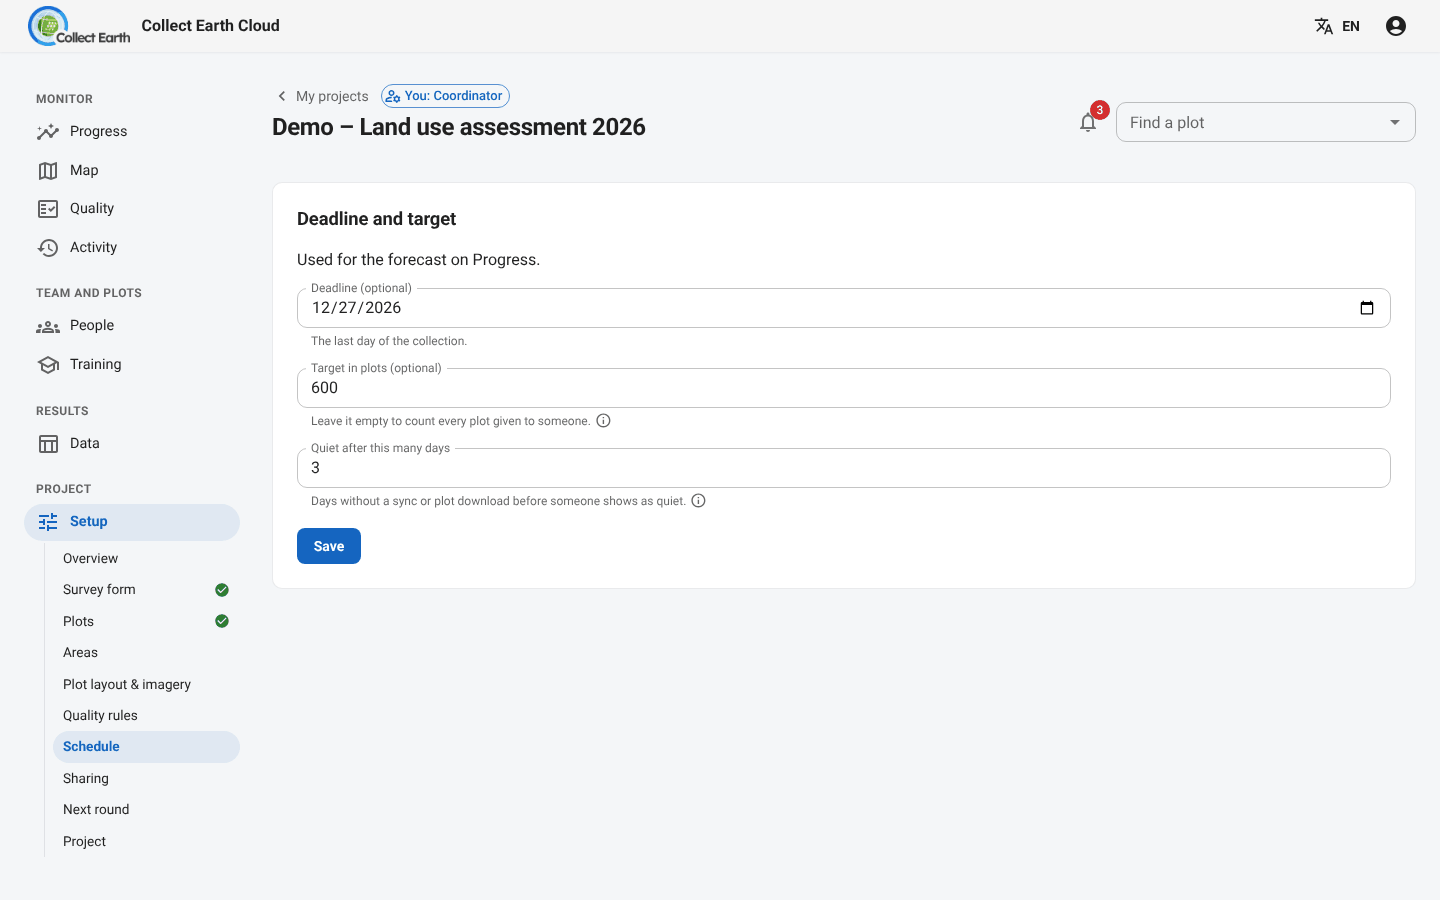 Collect Earth
Collect Earth Cloud
EN
MONITOR
Progress
Map
Quality
Activity
TEAM AND PLOTS
People
Training
RESULTS
Data
PROJECT
Setup
Overview
Survey form
Plots
Areas
Plot layout & imagery
Quality rules
Schedule
Sharing
Next round
Project
My projects
You: Coordinator
Demo – Land use assessment 2026
3
Find a plot
Deadline and target
Used for the forecast on Progress.
Deadline (optional)
12/27/2026
The last day of the collection.
Target in plots (optional)
600
Leave it empty to count every plot given to someone.
Quiet after this many days
3
Days without a sync or plot download before someone shows as quiet.
Save